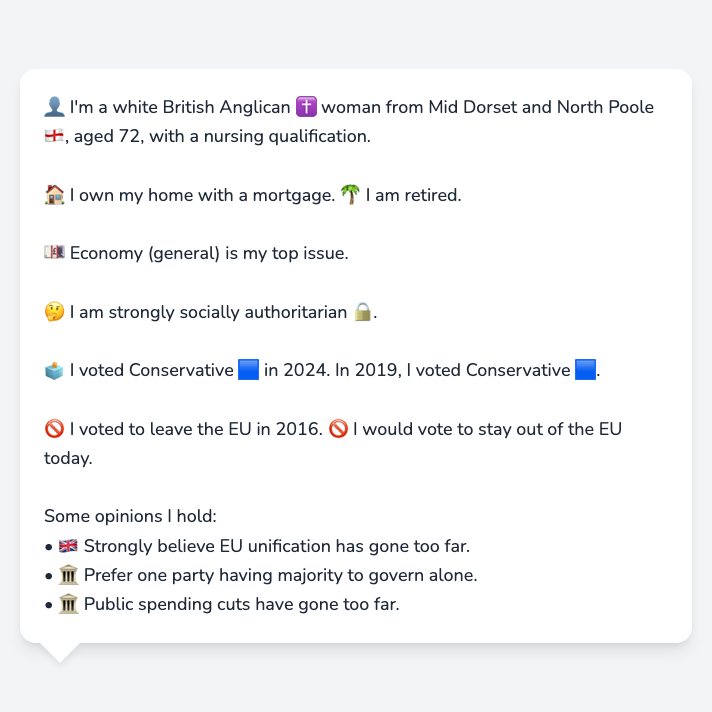 👤 I'm a white British Anglican ✝️ woman from Mid Dorset and North Poole
🏴󠁧󠁢󠁥󠁮󠁧󠁿, aged 72, with a nursing qualification.
🏠 I own my home with a mortgage. 🌴 I am retired.
💷 Economy (general) is my top issue.
🤔 I am strongly socially authoritarian 🔒.
🗳️ I voted Conservative 🟦 in 2024. In 2019, I voted Conservative 🟦.
🚫 I voted to leave the EU in 2016. 🚫 I would vote to stay out of the EU
today.
Some opinions I hold:
• 🇬🇧 Strongly believe EU unification has gone too far.
• 🏛️ Prefer one party having majority to govern alone.
• 🏛️ Public spending cuts have gone too far.